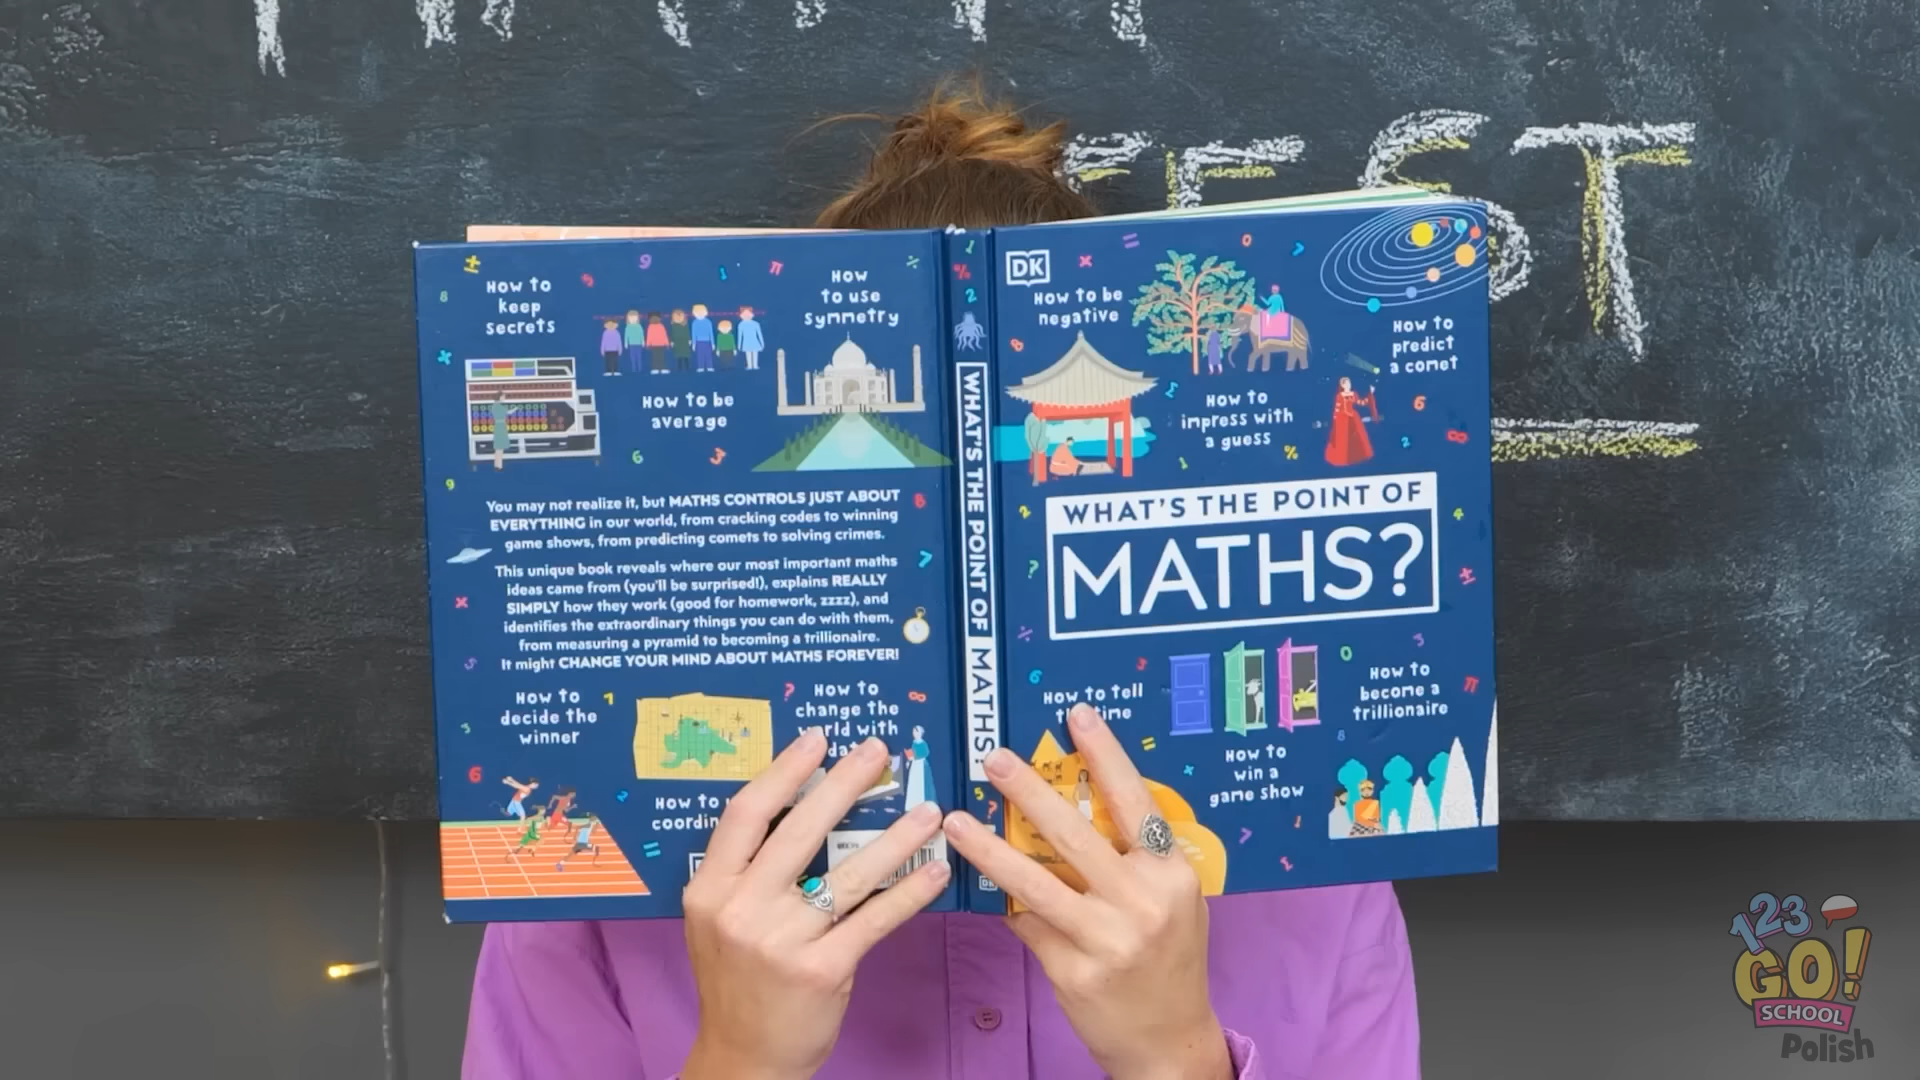 How to
keep
secrets
How
to use
symmetry
How to be
average
You may not realize it, but MATHS CONTROLS JUST ABOUT
EVERYTHING in our world, from cracking codes to winning
game shows, from predicting comets to solving crimes.
This unique book reveals where our most important maths
ideas came from (you'll be surprised!), explains REALLY
SIMPLY how they work (good for homework, zzzz), and
identifies the extraordinary things you can do with them,
from measuring a pyramid to becoming a trillionaire.
It might CHANGE YOUR MIND ABOUT MATHS FOREVER!
How to
decide the
winner
How to
change the
world with
How to
WHAT'S THE POINT OF MATHS?
DK
DK
How to be
negative
How to
predict
a comet
How to
impress with
a guess
WHAT'S THE POINT OF
MATHS?
How to tell
time
How to
become a
trillionaire
How to
win a
game show
EST
123
GO!
SCHOOL
Polish